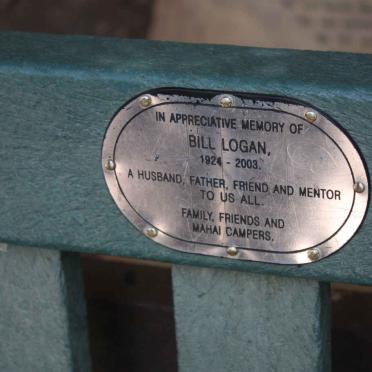 IN APPRECIATIVE MEMORY OF
BILL LOGAN,
1924 - 2003.
A HUSBAND, FATHER, FRIEND AND MENTOR
TO US ALL.
FAMILY, FRIENDS AND
MAHAI CAMPERS.